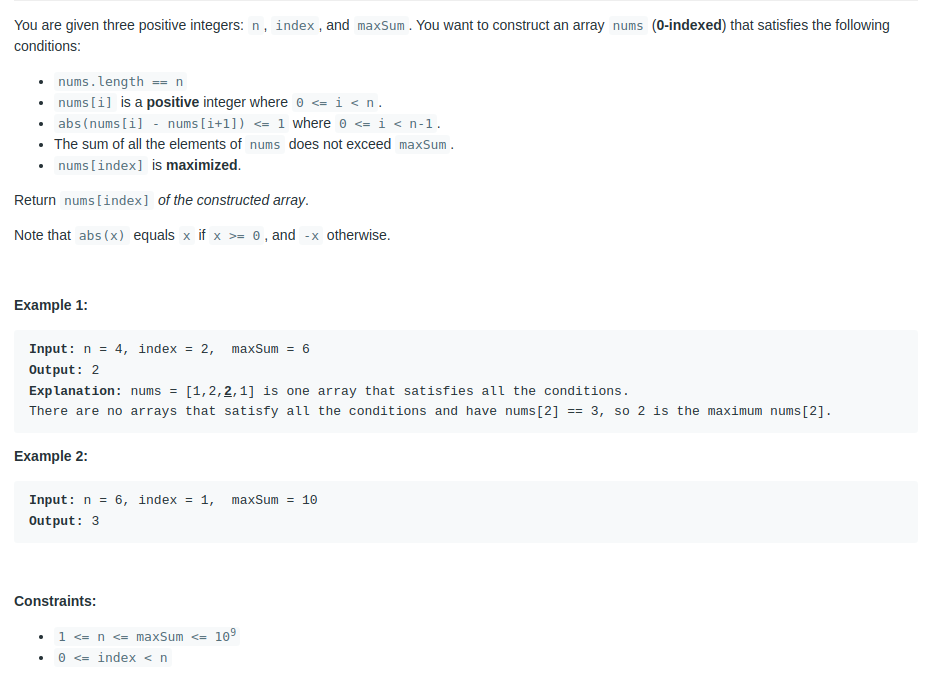 You are given three positive integers: n, index, and maxSum. You want to construct an array nums (0-indexed) that satisfies the following
conditions:
• nums.length == n
• nums[i] is a positive integer where 0 <= i < n.
• abs(nums[i] - nums[i+1]) <= 1 where 0 <= i < n-1.
• The sum of all the elements of nums does not exceed maxSum.
• nums[index] is maximized.
Return nums[index] of the constructed array.
Note that abs(x) equals x if x >= 0, and -x otherwise.
Example 1:
Input: n = 4, index = 2,  maxSum = 6
Output: 2
Explanation: nums = [1,2,2,1] is one array that satisfies all the conditions.
There are no arrays that satisfy all the conditions and have nums[2] == 3, so 2 is the maximum nums[2].
Example 2:
Input: n = 6, index = 1,  maxSum = 10
Output: 3
Constraints:
• 1 <= n <= maxSum <= 10⁹
• 0 <= index < n